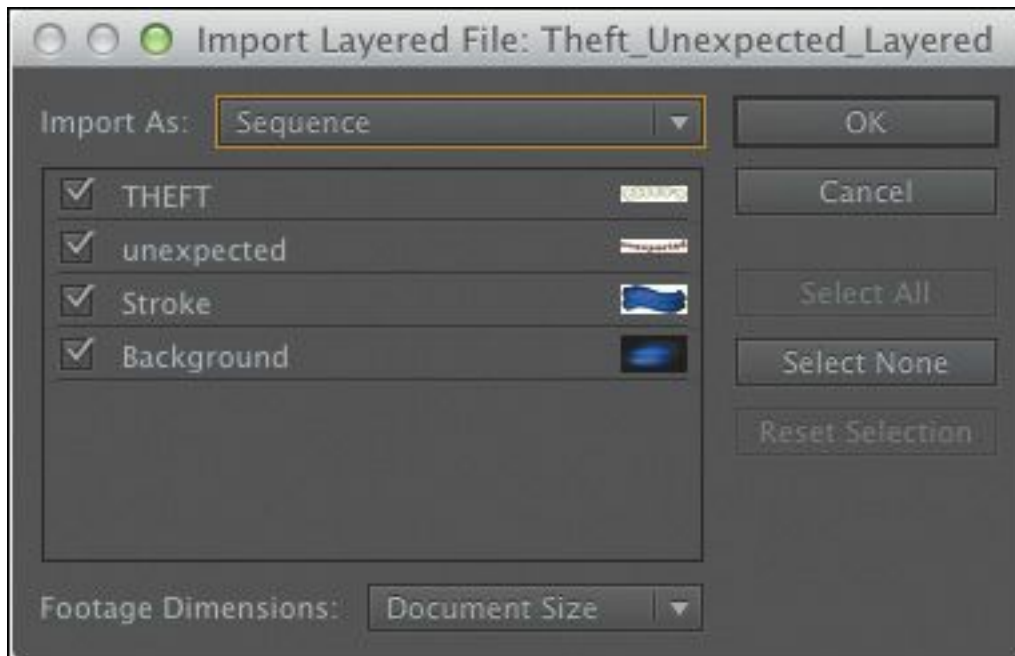 Import Layered File: Theft_Unexpected_Layered
Import As: Sequence
OK
THEFT
Cancel
unexpected
Stroke
Select All
Background
Select None
Reset Selection
Footage Dimensions: Document Size